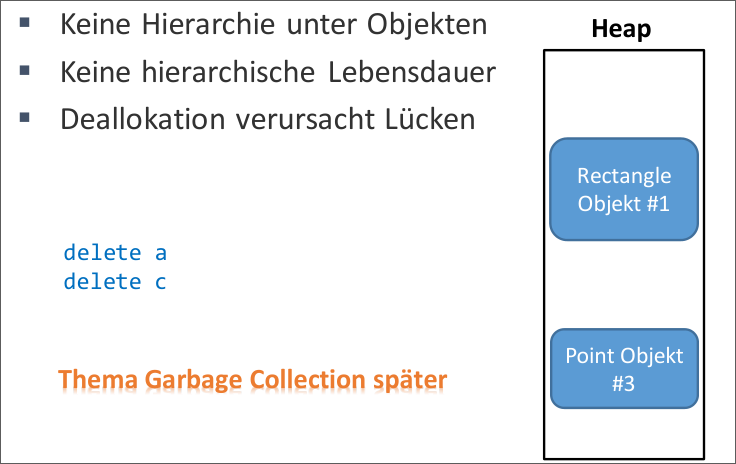 ▪ Keine Hierarchie unter Objekten
▪ Keine hierarchische Lebensdauer
▪ Deallokation verursacht Lücken
delete a
delete c
Thema Garbage Collection später
Heap
Rectangle
Objekt #1
Point Objekt
#3